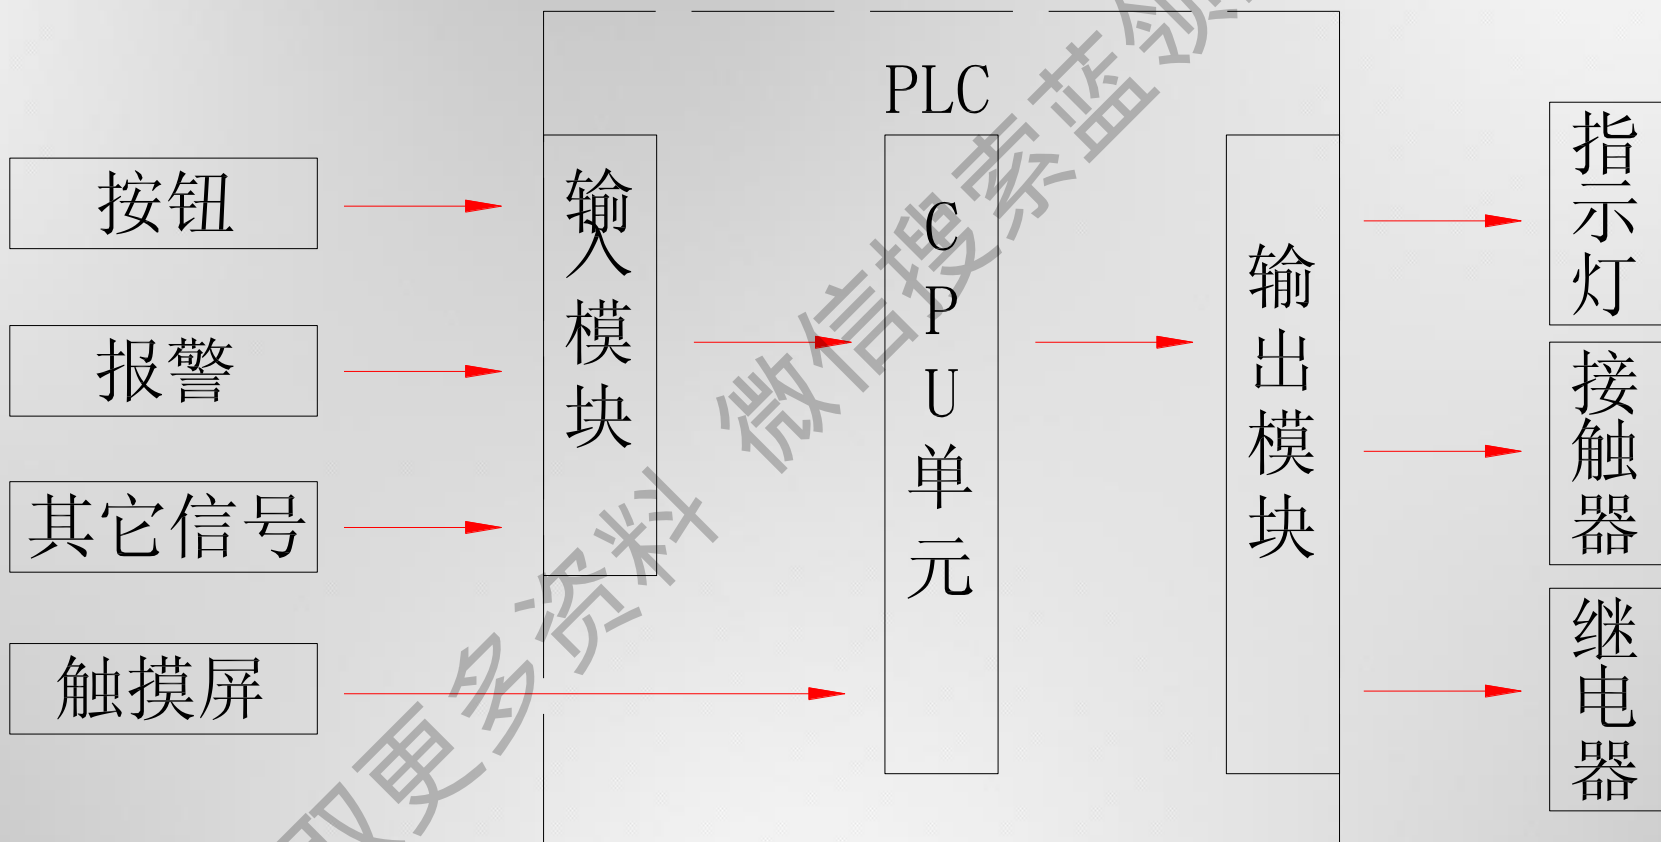 PLC
按钮
报警
其它信号
触摸屏
输入模块
CPU单元
输出模块
指示灯
接触器
继电器
取更多资料 微信搜索蓝领